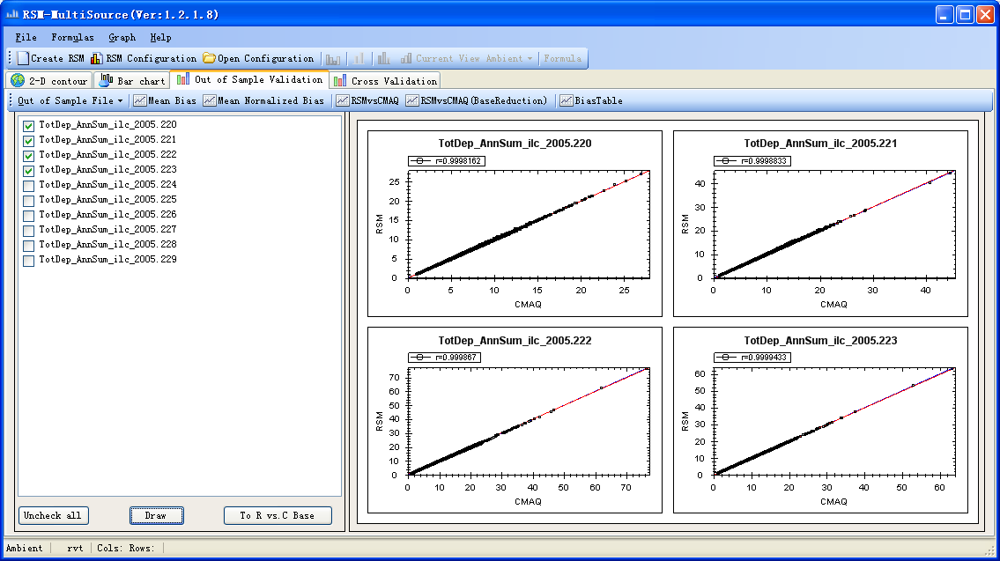 RSM-MultiSource(Ver:1.2.1.8)
File Formulas Graph Help
Create RSM RSM Configuration Open Configuration Current View Ambient Formula
2-D contour Bar chart Out of Sample Validation Cross Validation
Out of Sample File Mean Bias Mean Normalized Bias RSMvsCMAQ RSMvsCMAQ(BaseReduction) BiasTable
TotDep_AnnSum_ilc_2005.220
TotDep_AnnSum_ilc_2005.221
TotDep_AnnSum_ilc_2005.222
TotDep_AnnSum_ilc_2005.223
TotDep_AnnSum_ilc_2005.224
TotDep_AnnSum_ilc_2005.225
TotDep_AnnSum_ilc_2005.226
TotDep_AnnSum_ilc_2005.227
TotDep_AnnSum_ilc_2005.228
TotDep_AnnSum_ilc_2005.229
Uncheck all Draw To R vs.C Base
TotDep_AnnSum_ilc_2005.220
r=0.9998162
25
20
15
10
5
0
RSM
0 5 10 15 20 25
CMAQ
TotDep_AnnSum_ilc_2005.221
r=0.9998833
40
30
20
10
0
RSM
0 10 20 30 40
CMAQ
TotDep_AnnSum_ilc_2005.222
r=0.999867
70
60
50
40
30
20
10
0
RSM
0 10 20 30 40 50 60 70
CMAQ
TotDep_AnnSum_ilc_2005.223
r=0.9999433
60
50
40
30
20
10
0
RSM
0 10 20 30 40 50 60
CMAQ
Ambient rvt Cols: Rows: